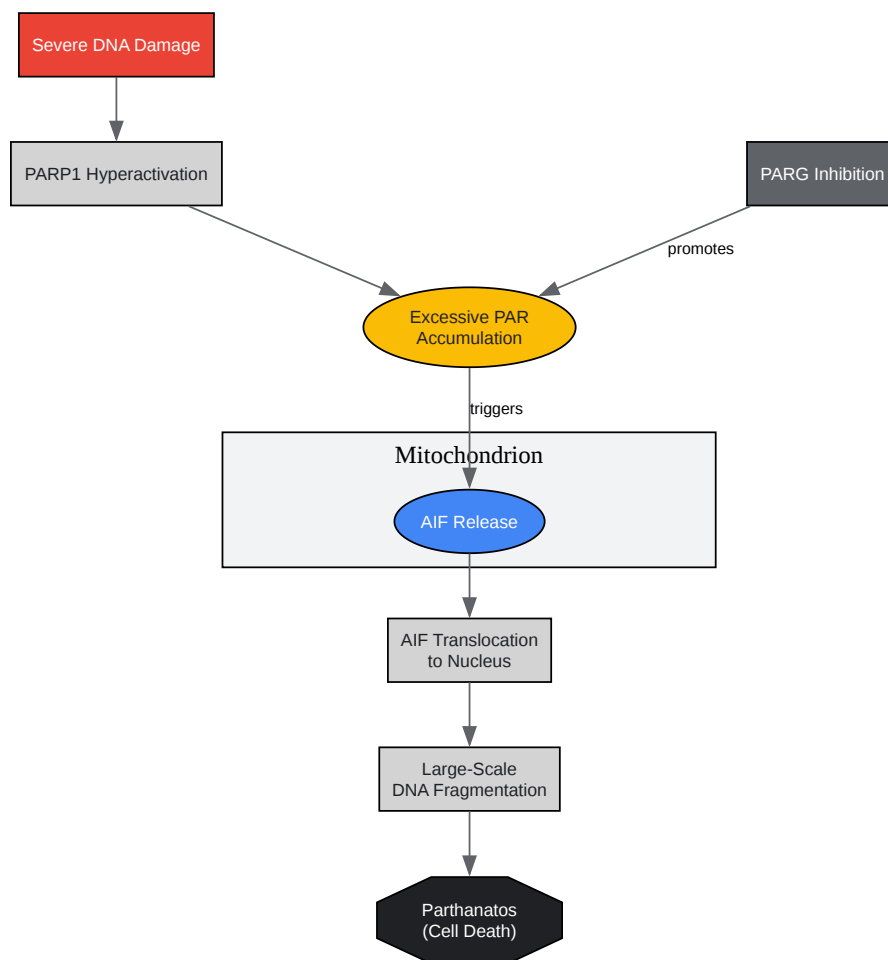 Severe DNA Damage
PARP1 Hyperactivation
PARG Inhibition
promotes
Excessive PAR
Accumulation
triggers
Mitochondrion
AIF Release
AIF Translocation
to Nucleus
Large-Scale
DNA Fragmentation
Parthanatos
(Cell Death)